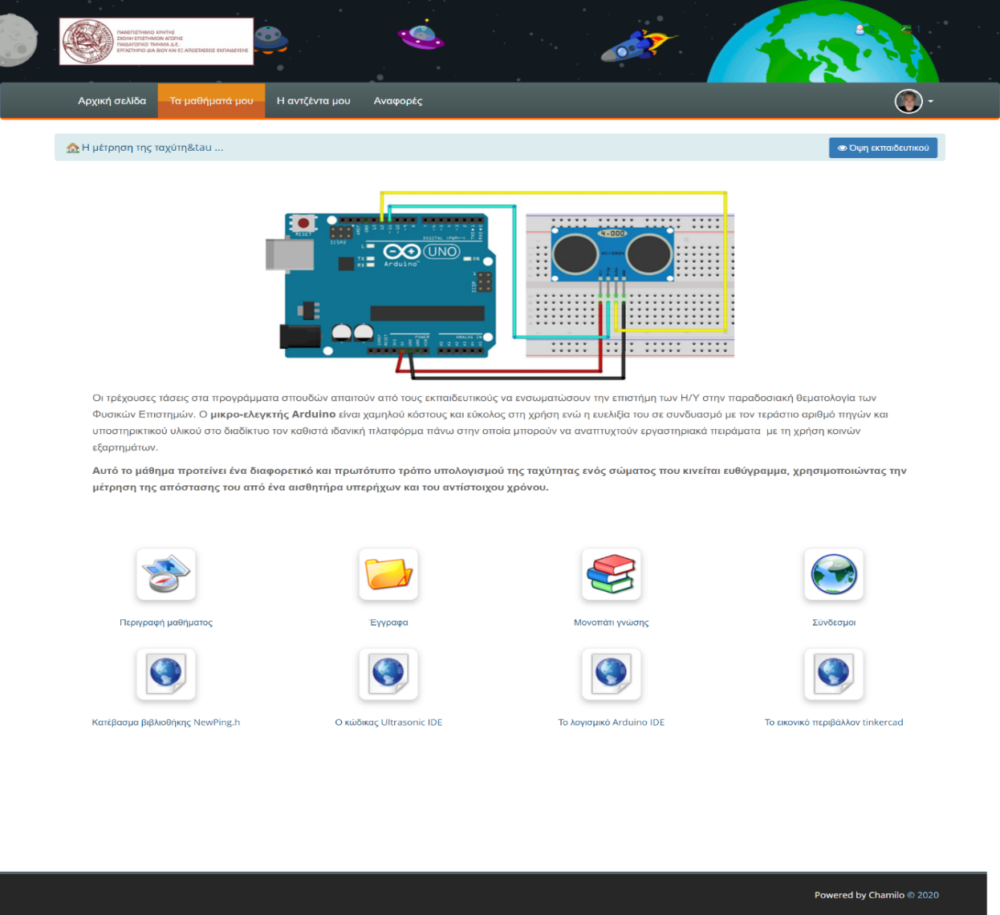 ΠΑΝΕΠΙΣΤΗΜΙΟ ΚΡΗΤΗΣ
ΣΧΟΛΗ ΕΠΙΣΤΗΜΩΝ ΑΓΩΓΗΣ
ΠΑΙΔΑΓΩΓΙΚΟ ΤΜΗΜΑ Δ.Ε.
ΕΡΓΑΣΤΗΡΙΟ ΔΙΑ ΒΙΟΥ ΚΑΙ ΕΞ ΑΠΟΣΤΑΣΕΩΣ ΕΚΠΑΙΔΕΥΣΗΣ
2 1
Αρχική σελίδα Τα μαθήματά μου Η αντζέντα μου Αναφορές
Η μέτρηση της ταχύτη&tau ...
Όψη εκπαιδευτικού
RESET
ICSP2
AREF
GND
13
12
DIGITAL (PWM~)
L
TX
RX
UNO
Arduino
ON
ICSP
4.000
HC-SR04
POWER
ANALOG IN
Οι τρέχουσες τάσεις στα προγράμματα σπουδών απαιτούν από τους εκπαιδευτικούς να ενσωματώσουν την επιστήμη των Η/Υ στην παραδοσιακή θεματολογία των
Φυσικών Επιστημών. Ο μικρο-ελεγκτής Arduino είναι χαμηλού κόστους και εύκολος στη χρήση ενώ η ευελιξία του σε συνδυασμό με τον τεράστιο αριθμό πηγών και
υποστηρικτικού υλικού στο διαδίκτυο τον καθιστά ιδανική πλατφόρμα πάνω στην οποία μπορούν να αναπτυχτούν εργαστηριακά πειράματα με τη χρήση κοινών
εξαρτημάτων.
Αυτό το μάθημα προτείνει ένα διαφορετικό και πρωτότυπο τρόπο υπολογισμού της ταχύτητας ενός σώματος που κινείται ευθύγραμμα, χρησιμοποιώντας την
μέτρηση της απόστασης του από ένα αισθητήρα υπερήχων και του αντίστοιχου χρόνου.
Περιγραφή μαθήματος Έγγραφα Μονοπάτι γνώσης Σύνδεσμοι
Κατέβασμα βιβλιοθήκης NewPing.h Ο κώδικας Ultrasonic IDE Το λογισμικό Arduino IDE Το εικονικό περιβάλλον tinkercad
Powered by Chamilo © 2020